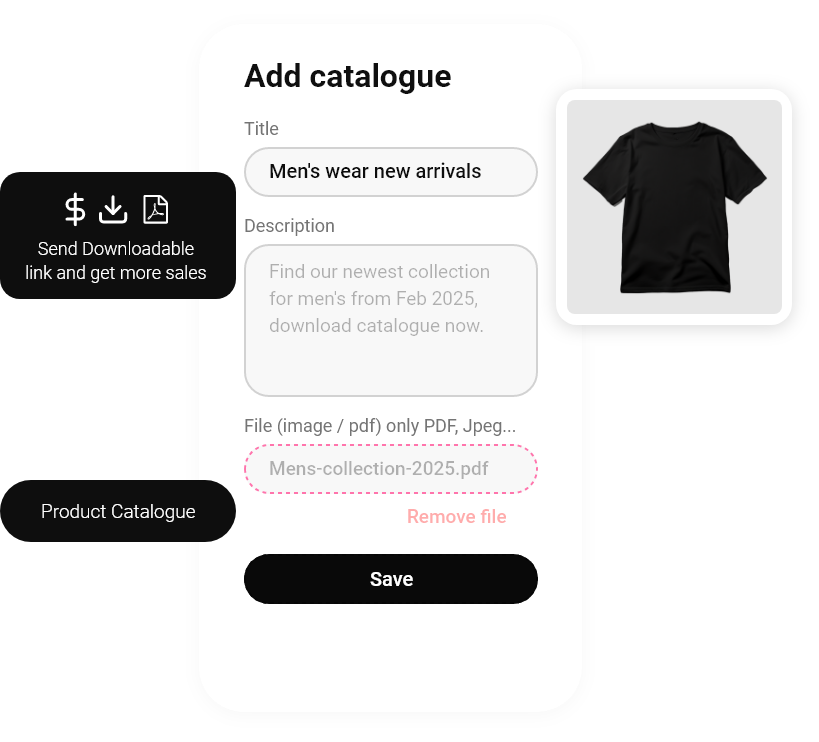 Add catalogue
Title
Men's wear new arrivals
Send Downloadable
link and get more sales
Description
Find our newest collection
for men's from Feb 2025,
download catalogue now.
File (image / pdf) only PDF, Jpeg...
Mens-collection-2025.pdf
Product Catalogue
Remove file
Save